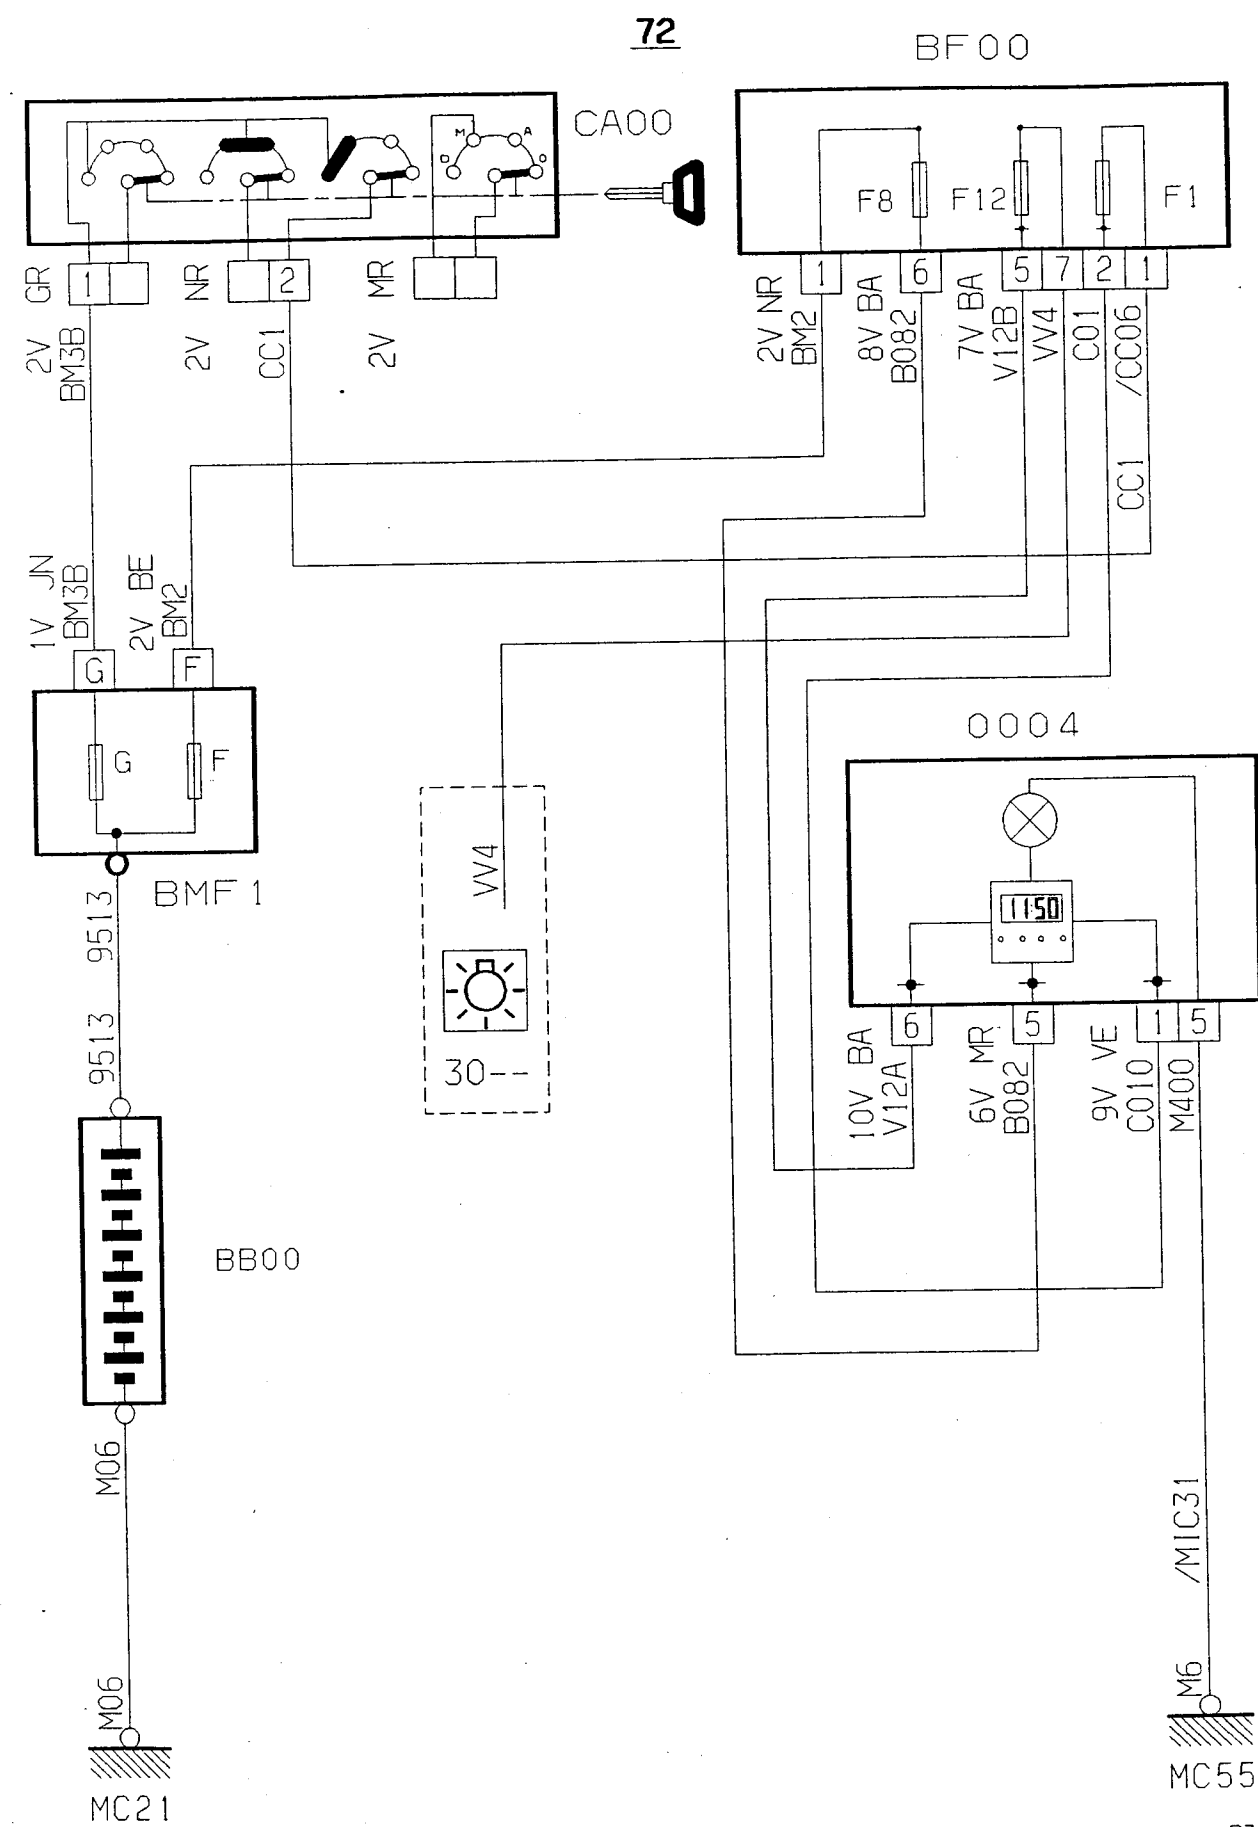 72
BF00
CA00
M A
D O
F8 F12 F1
1 2
1 6 5 7 2 1
2V GR
BM3B
2V NR
CC1
2V MR
2V NR
BM2
8V BA
B082
7V BA
V12B
VV4
C01
/CC06
CC1
1V JN
BM3B
2V BE
BM2
G F
G F
BMF1
9513
9513
VV4
30--
0004
11:50
6 5 1 5
10V BA
V12A
6V MR
B082
9V VE
C010
M400
BB00
M06
M06
MC21
/MIC31
M6
MC55